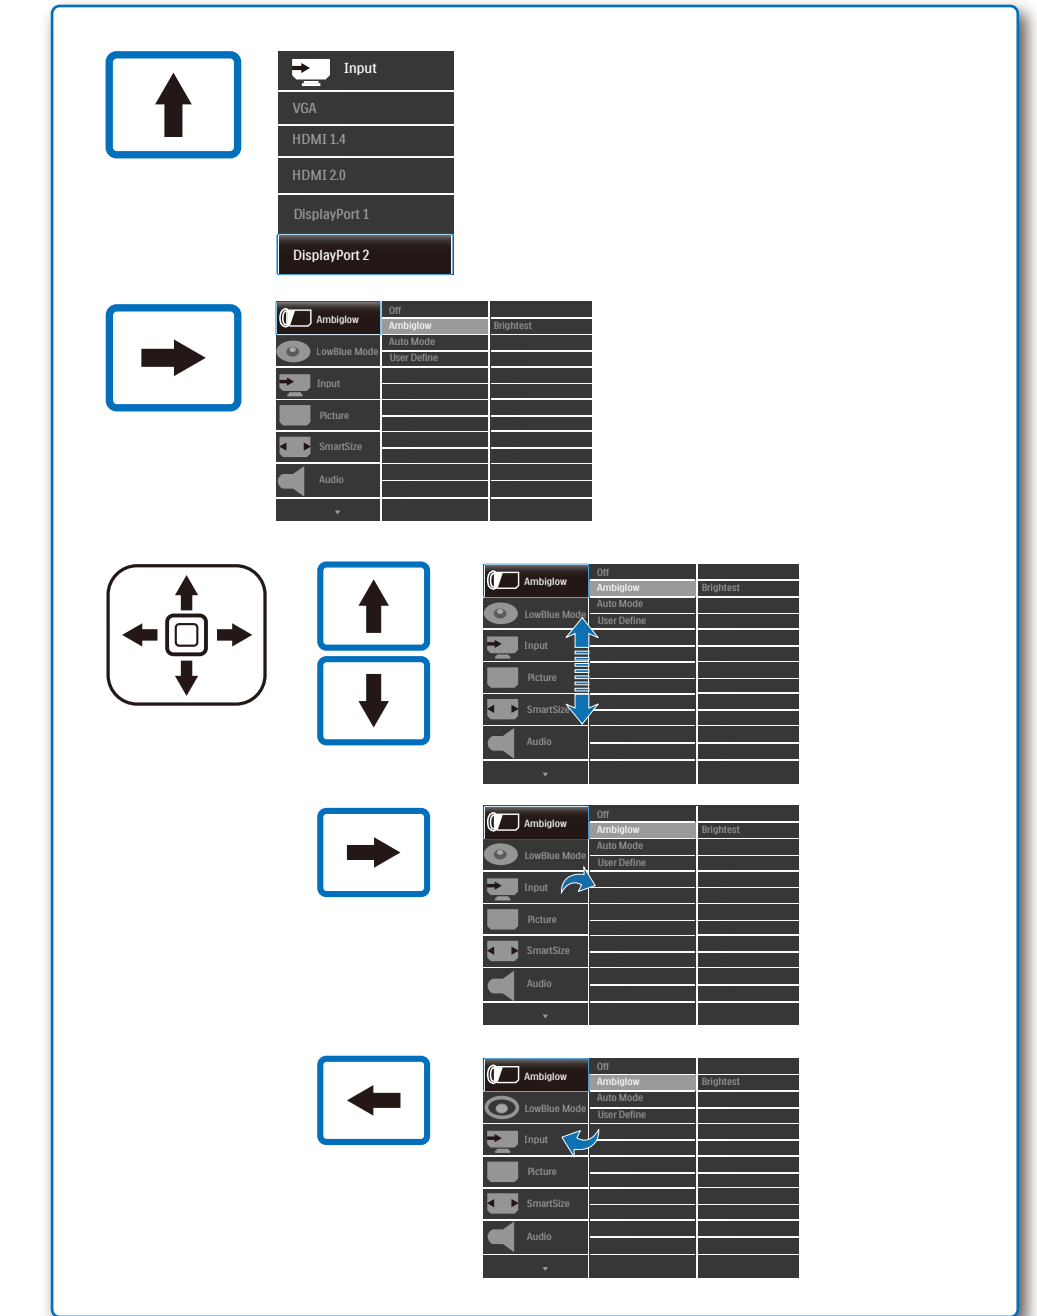 Input
VGA
HDMI 1.4
HDMI 2.0
DisplayPort 1
DisplayPort 2
Ambiglow
LowBlue Mode
Input
Picture
SmartSize
Audio
Off
Ambiglow Brightest
Auto Mode
User Define
Ambiglow
LowBlue Mode
Input
Picture
SmartSize
Audio
Off
Ambiglow Brightest
Auto Mode
User Define
Ambiglow
LowBlue Mode
Input
Picture
SmartSize
Audio
Off
Ambiglow Brightest
Auto Mode
User Define
Ambiglow
LowBlue Mode
Input
Picture
SmartSize
Audio
Off
Ambiglow Brightest
Auto Mode
User Define